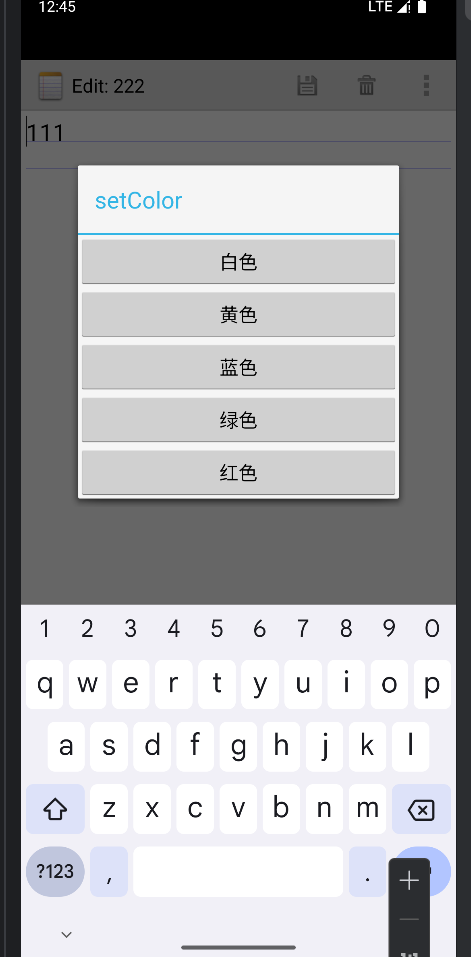 12:45
LTE
Edit: 222
111
setColor
白色
黄色
蓝色
绿色
红色
1 2 3 4 5 6 7 8 9 0
q w e r t y u i o p
a s d f g h j k l
z x c v b n m
?123 , .